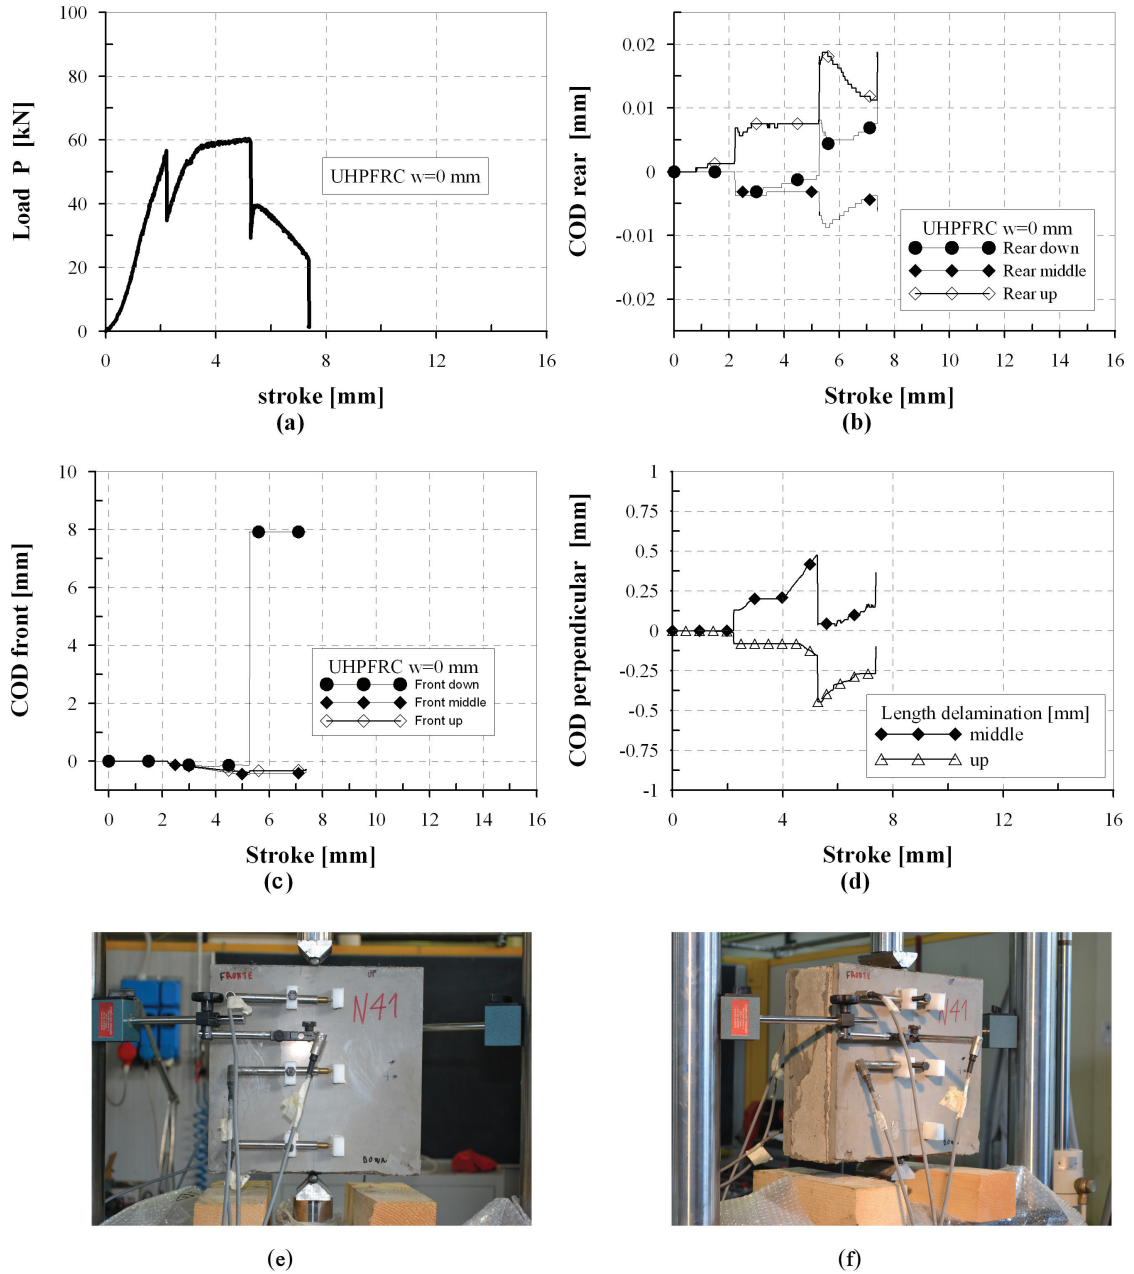 100
80
60
40
20
0
0
4
8
12
16
Load P [kN]
UHPFRC w=0 mm
stroke [mm]
(a)
0.02
0.01
0
-0.01
-0.02
0
2
4
6
8
10
12
14
16
COD rear [mm]
UHPFRC w=0 mm
Rear down
Rear middle
Rear up
Stroke [mm]
(b)
10
8
6
4
2
0
0
2
4
6
8
10
12
14
16
COD front [mm]
UHPFRC w=0 mm
Front down
Front middle
Front up
Stroke [mm]
(c)
1
0.75
0.5
0.25
0
-0.25
-0.5
-0.75
-1
0
4
8
12
16
COD perpendicular [mm]
Length delamination [mm]
middle
up
Stroke [mm]
(d)
FRONTE
UP
N41
DOWN
(e)
FRONTE
N41
DOWN
(f)